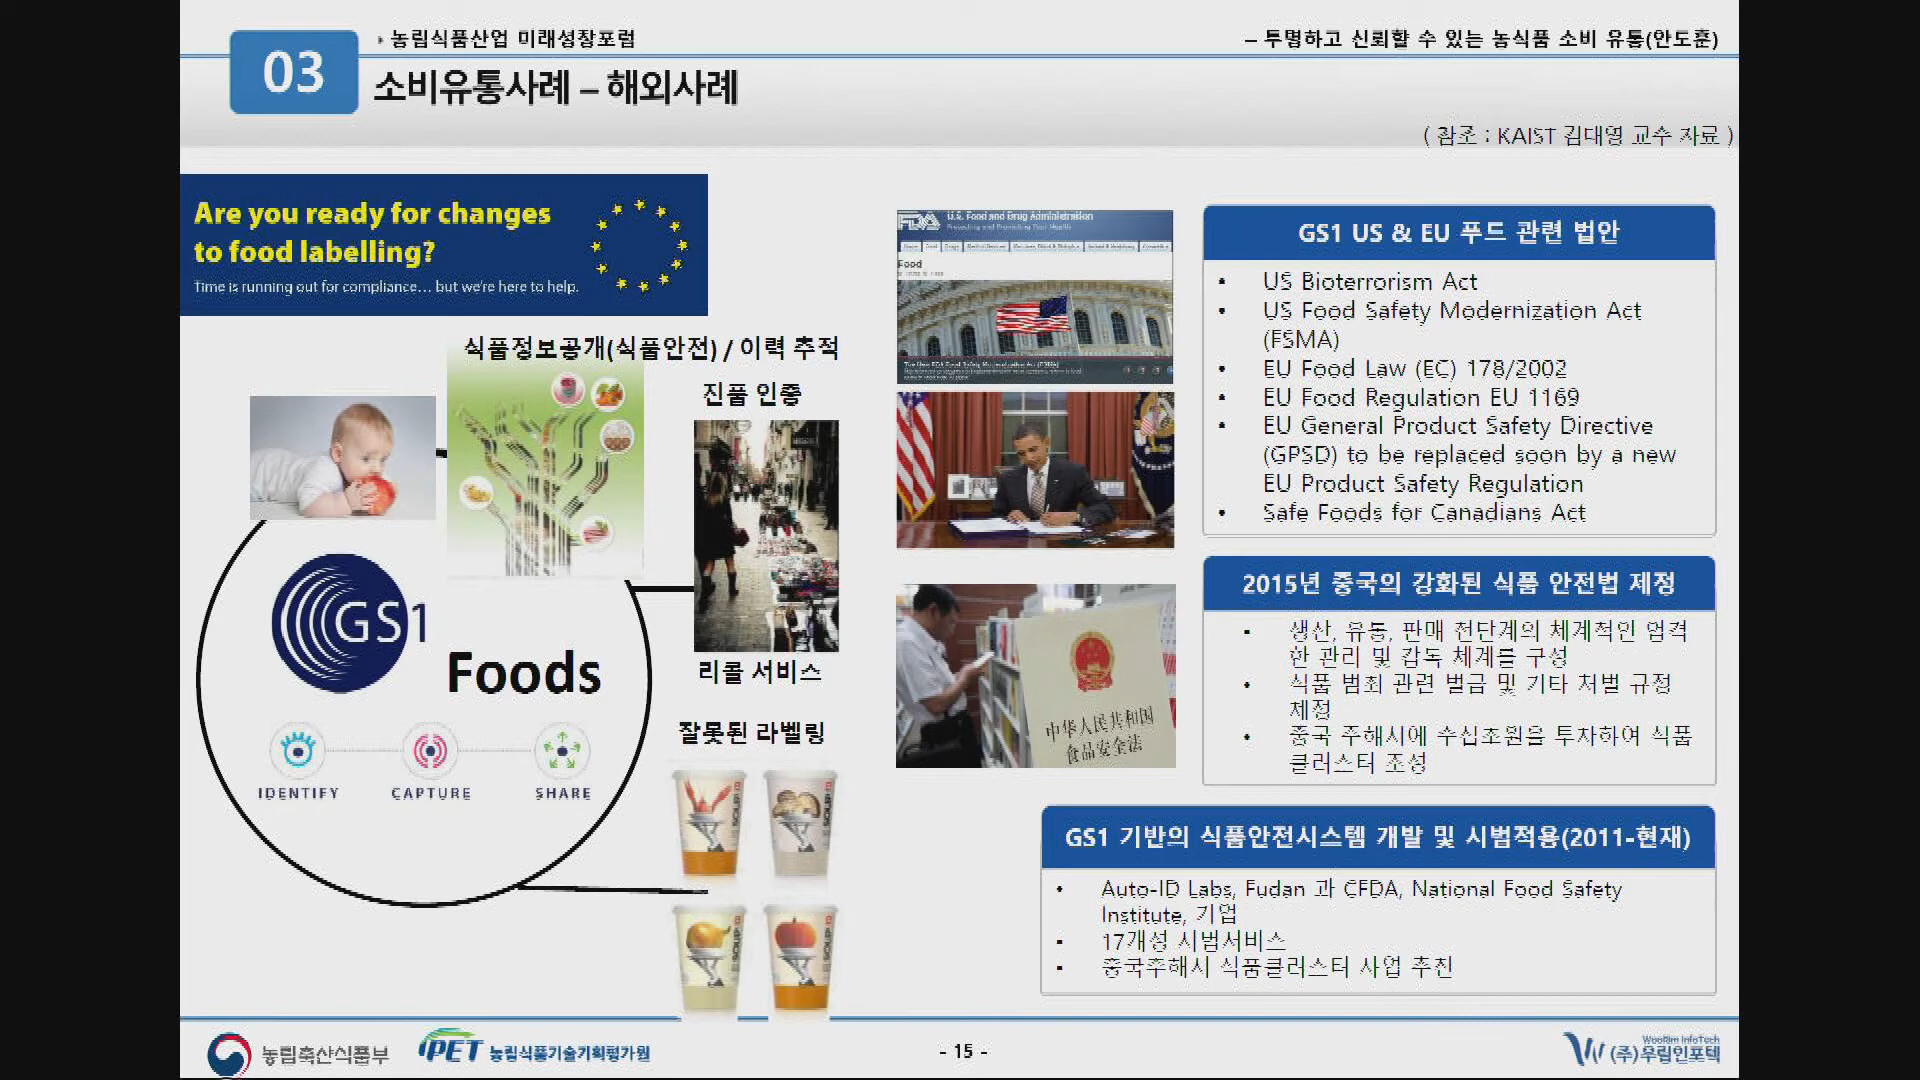 03
농림식품산업 미래성장포럼
– 투명하고 신뢰할 수 있는 농식품 소비 유통(안도훈)
소비유통사례 – 해외사례
( 참조 : KAIST 김대영 교수 자료 )
Are you ready for changes
to food labelling?
Time is running out for compliance... but we're here to help.
식품정보공개(식품안전) / 이력 추적
진품 인증
GS1
Foods
IDENTIFY
CAPTURE
SHARE
리콜 서비스
잘못된 라벨링
FDA U.S. Food and Drug Administration
Protecting and Promoting Your Health
Food
中华人民共和国
食品安全法
GS1 US & EU 푸드 관련 법안
• US Bioterrorism Act
• US Food Safety Modernization Act
(FSMA)
• EU Food Law (EC) 178/2002
• EU Food Regulation EU 1169
• EU General Product Safety Directive
(GPSD) to be replaced soon by a new
EU Product Safety Regulation
• Safe Foods for Canadians Act
2015년 중국의 강화된 식품 안전법 제정
• 생산, 유통, 판매 전단계의 체계적인 엄격
한 관리 및 감독 체계를 구성
• 식품 범죄 관련 벌금 및 기타 처벌 규정
제정
• 중국 주해시에 수십조원을 투자하여 식품
클러스터 조성
GS1 기반의 식품안전시스템 개발 및 시범적용(2011-현재)
• Auto-ID Labs, Fudan 과 CFDA, National Food Safety
Institute, 기업
• 17개성 시범서비스
• 중국주해시 식품클러스터 사업 추진
농림축산식품부
iPET 농림식품기술기획평가원
- 15 -
WooRim InfoTech
(주)우림인포텍